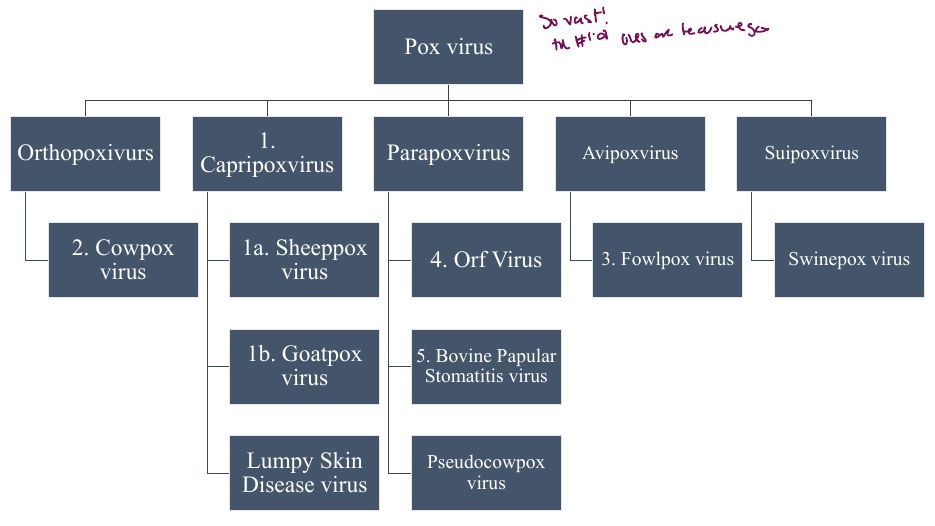 Pox virus
So vast!
ones are
Orthopoxivurs
1.
Capripoxvirus
Parapoxvirus
Avipoxvirus
Suipoxvirus
2. Cowpox
virus
1a. Sheeppox
virus
4. Orf Virus
3. Fowlpox virus
Swinepox virus
1b. Goatpox
virus
5. Bovine Papular
Stomatitis virus
Lumpy Skin
Disease virus
Pseudocowpox
virus